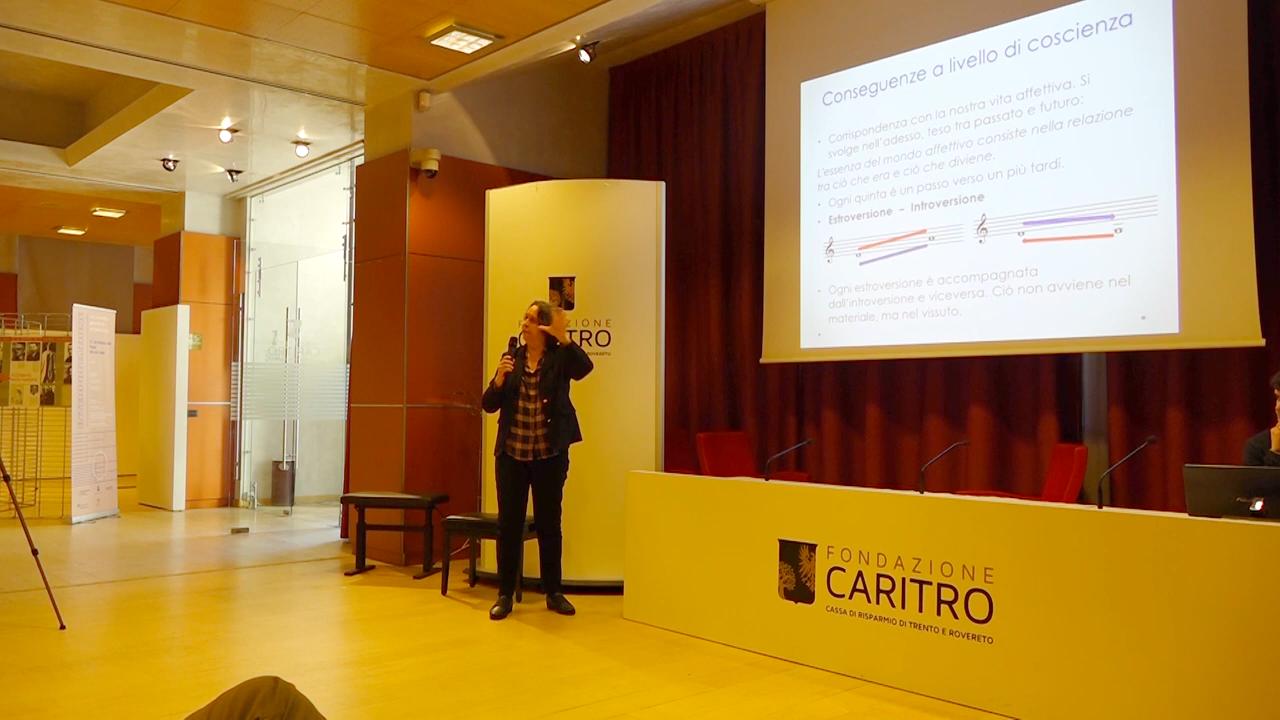 Conseguenze a livello di coscienza
• Corrispondenza con la nostra vita affettiva. Si
svolge nell'adesso, teso tra passato e futuro:
L'essenza del mondo affettivo consiste nella relazione
tra ciò che era e ciò che diviene.
• Ogni quinta è un passo verso un più tardi.
• Estroversione – Introversione
• Ogni estroversione è accompagnata
dall'introversione e viceversa. Ciò non avviene nel
materiale, ma nel vissuto.
FONDAZIONE
CARITRO
CASSA DI RISPARMIO DI TRENTO E ROVERETO